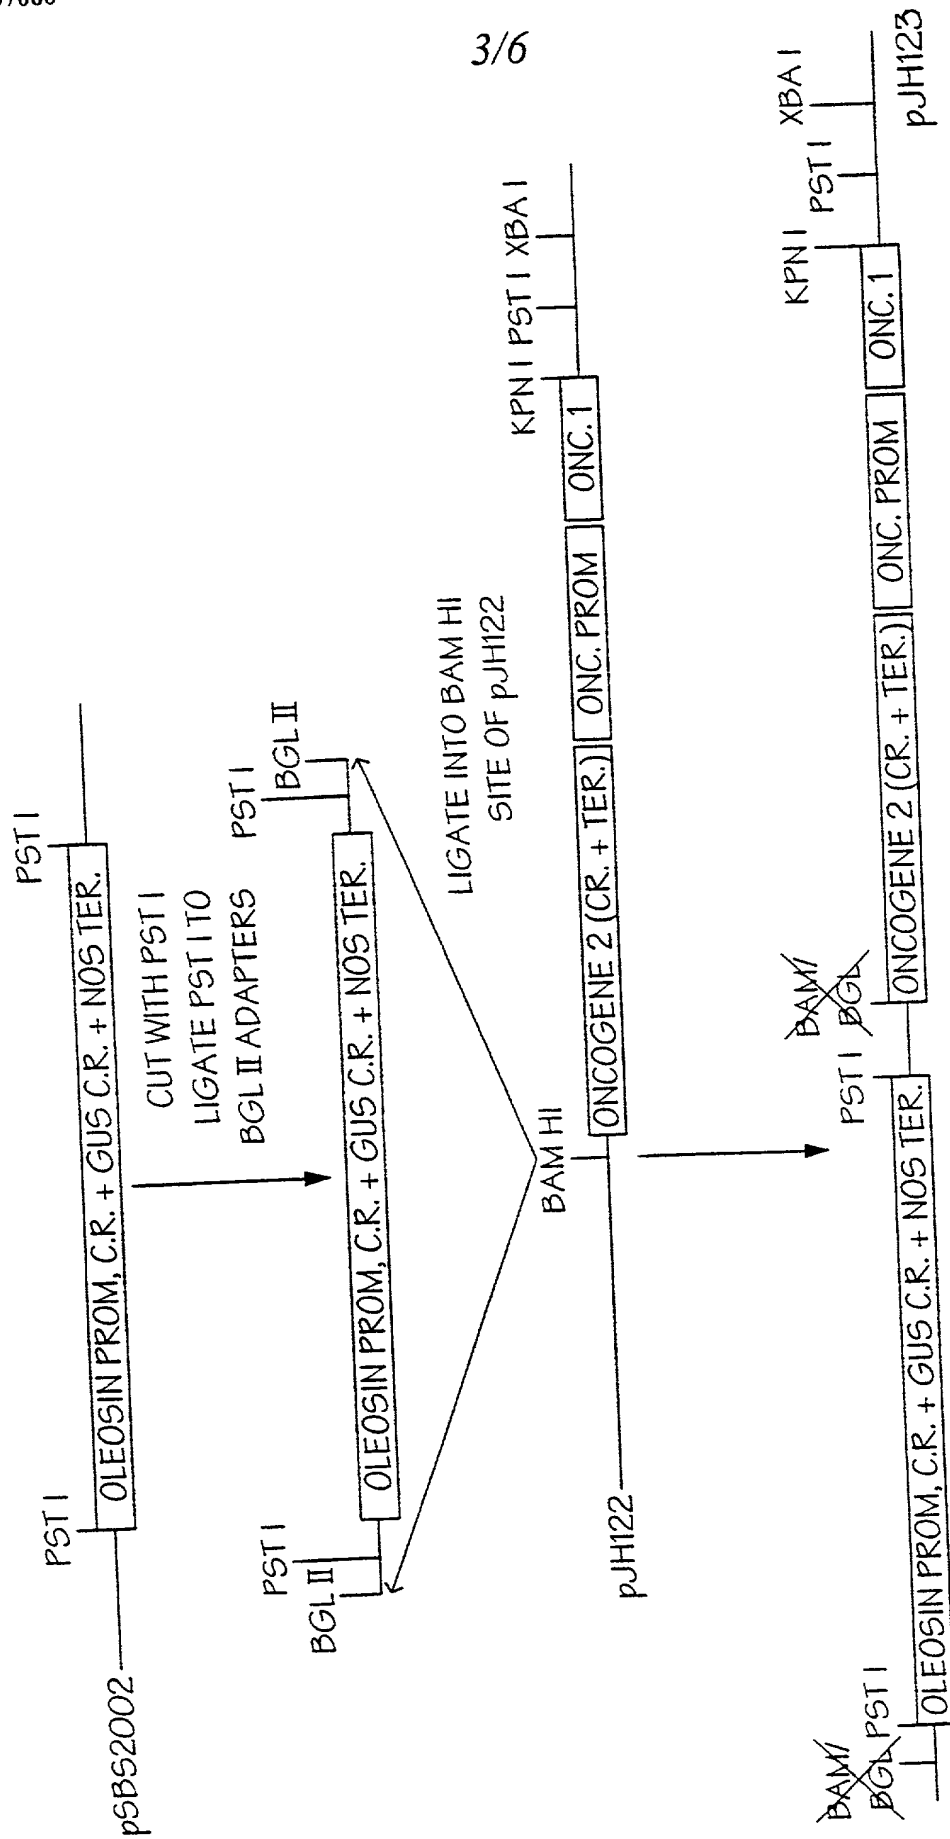 3/6
pSBS2002
PST I
PST I
OLEOSIN PROM, C.R. + GUS C.R. + NOS TER.
CUT WITH PST I
LIGATE PST I TO
BGL II ADAPTERS
BGL II
PST I
PST I
BGL II
OLEOSIN PROM, C.R. + GUS C.R. + NOS TER.
LIGATE INTO BAM HI
SITE OF pJH122
pJH122
BAM HI
KPN I PST I XBA I
ONCOGENE 2 (CR. + TER.) ONC. PROM ONC. 1
BAM/
BGL PST I
PST I
BAM/
BGL
KPN I
PST I
XBA I
OLEOSIN PROM, C.R. + GUS C.R. + NOS TER.
ONCOGENE 2 (CR. + TER.) ONC. PROM ONC. 1
pJH123